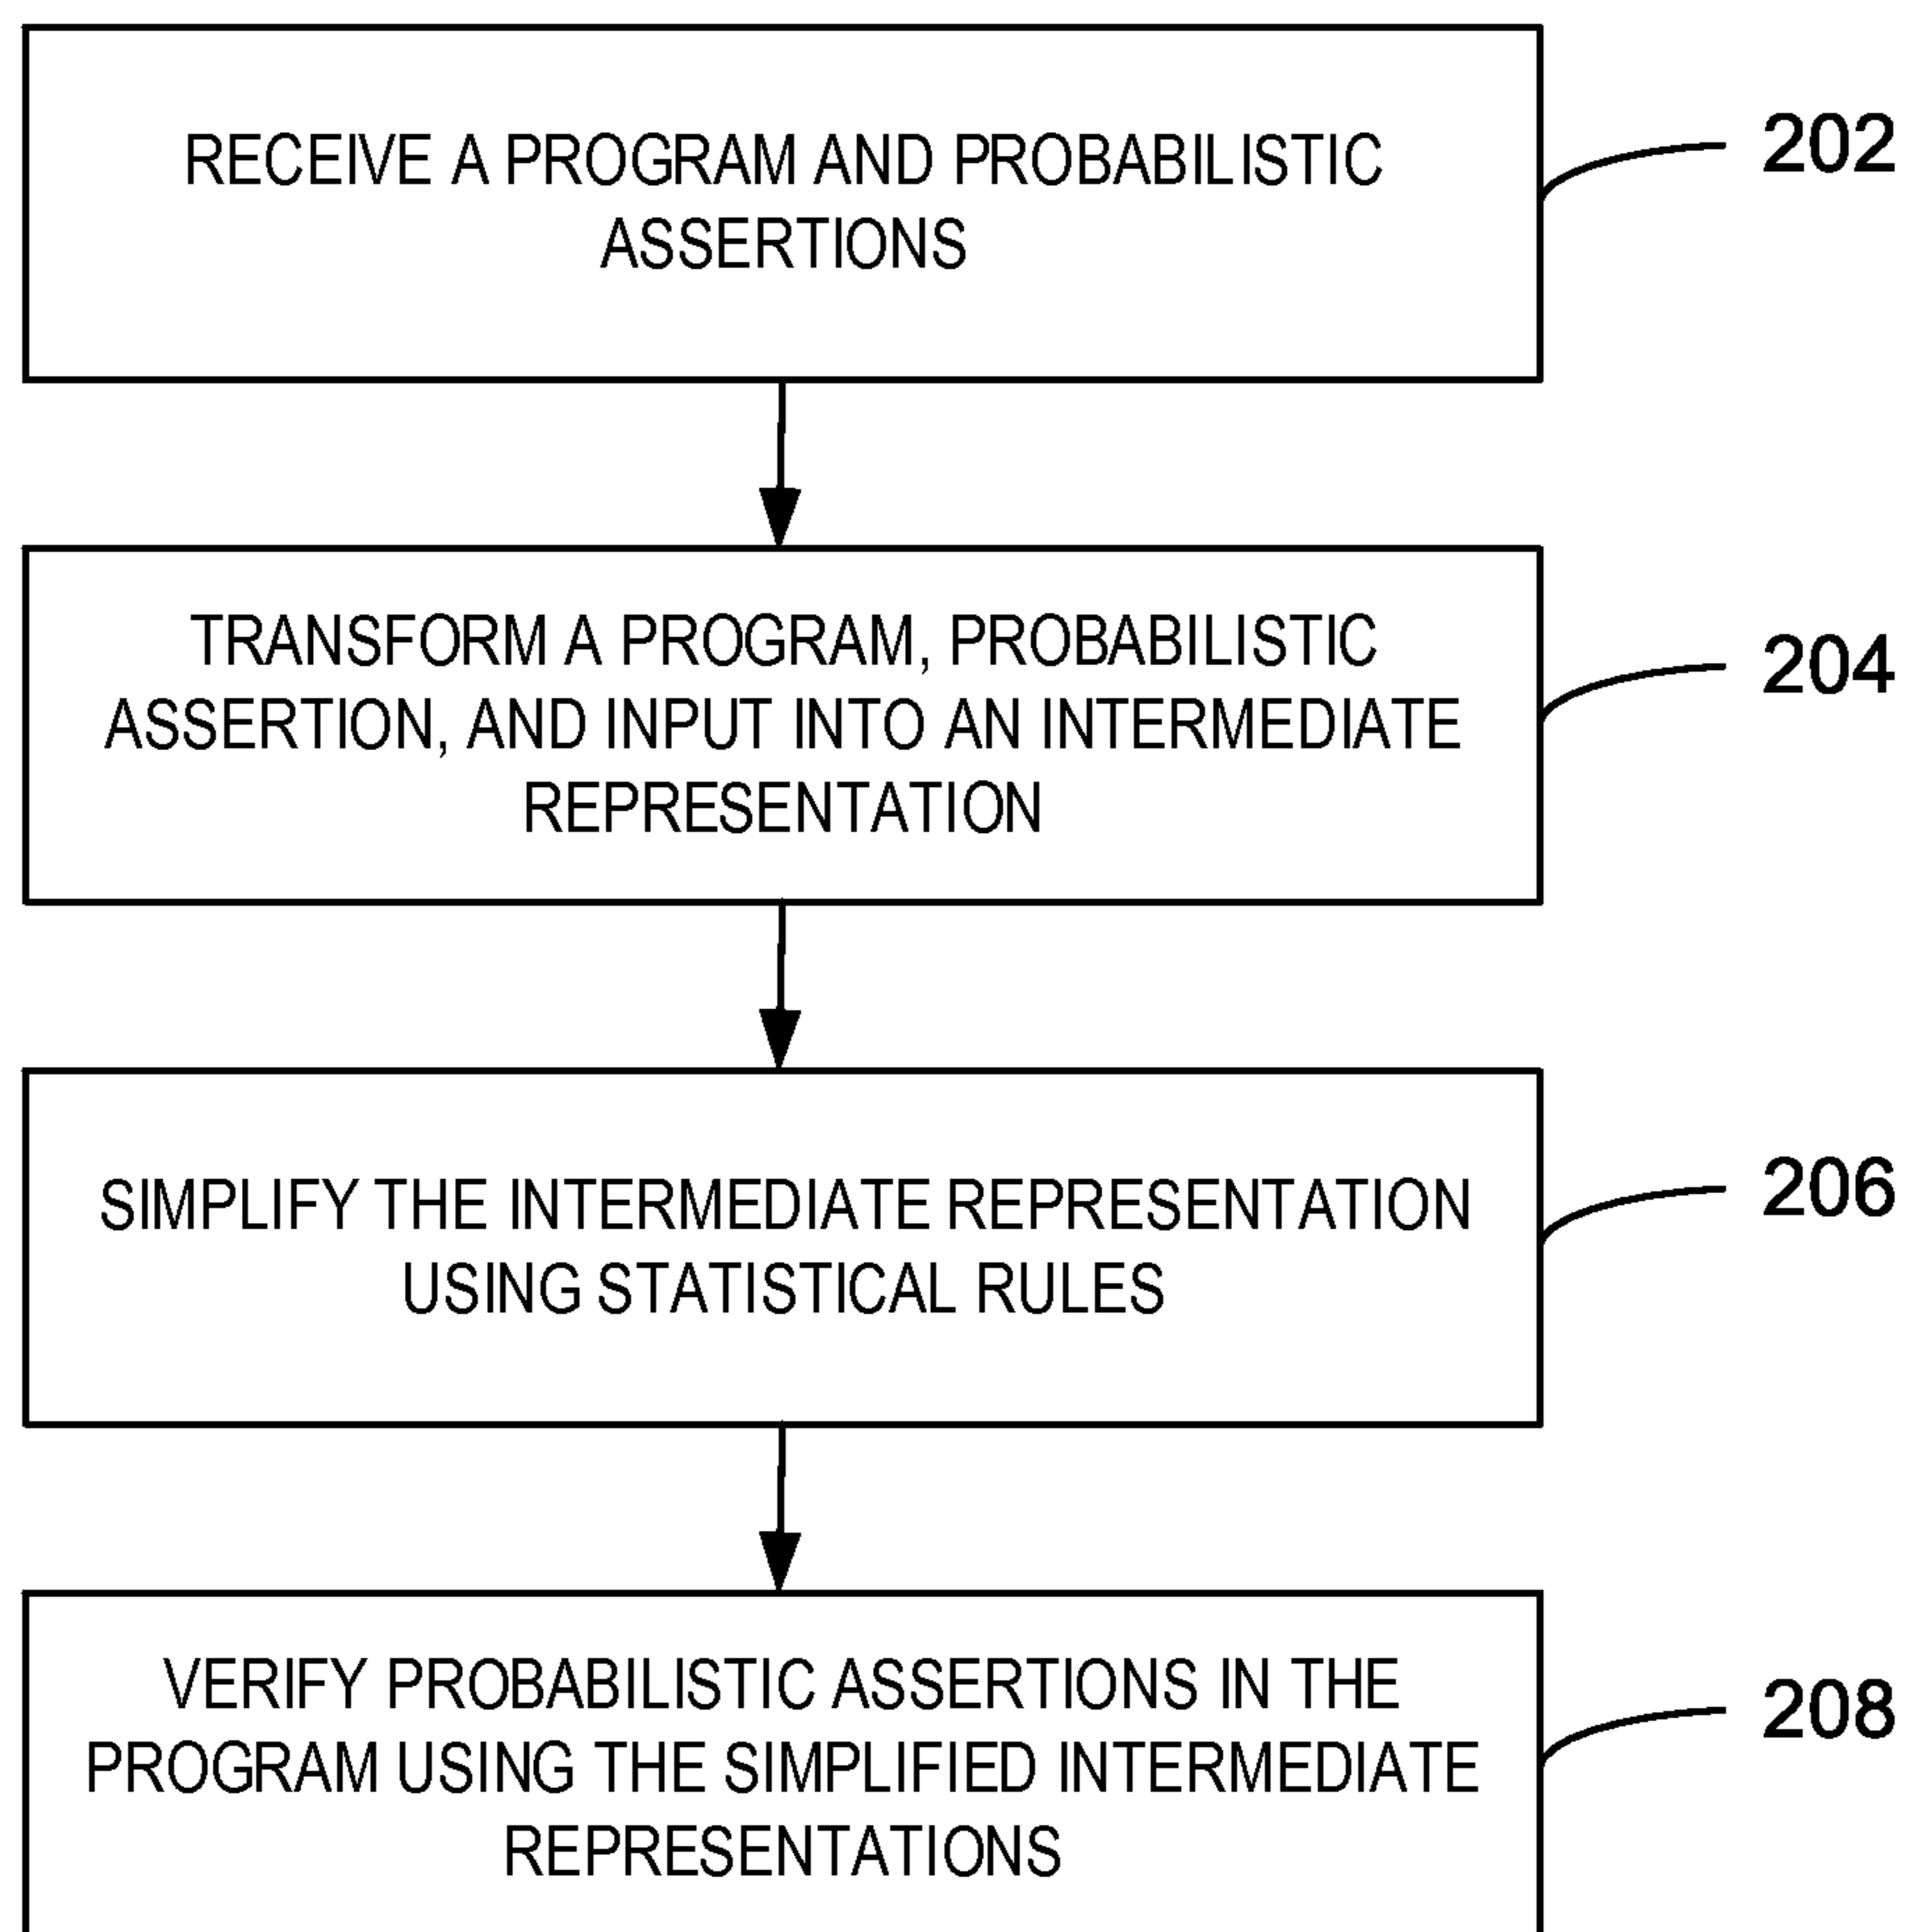 RECEIVE A PROGRAM AND PROBABILISTIC
ASSERTIONS
202
TRANSFORM A PROGRAM, PROBABILISTIC
ASSERTION, AND INPUT INTO AN INTERMEDIATE
REPRESENTATION
204
SIMPLIFY THE INTERMEDIATE REPRESENTATION
USING STATISTICAL RULES
206
VERIFY PROBABILISTIC ASSERTIONS IN THE
PROGRAM USING THE SIMPLIFIED INTERMEDIATE
REPRESENTATIONS
208